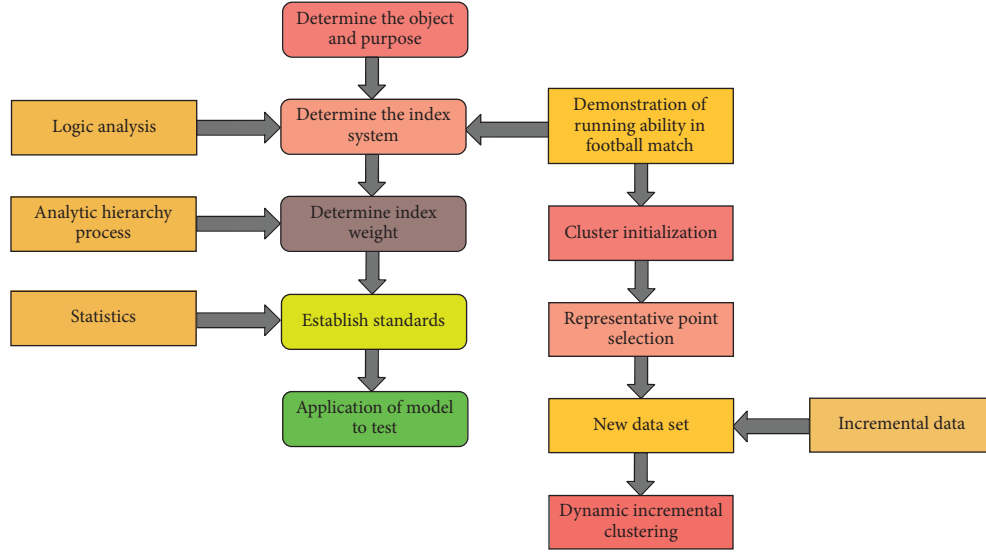 Determine the object
and purpose
Logic analysis
Determine the index
system
Demonstration of
running ability in
football match
Analytic hierarchy
process
Determine index
weight
Cluster initialization
Statistics
Establish standards
Representative point
selection
Application of model
to test
New data set
Incremental data
Dynamic incremental
clustering